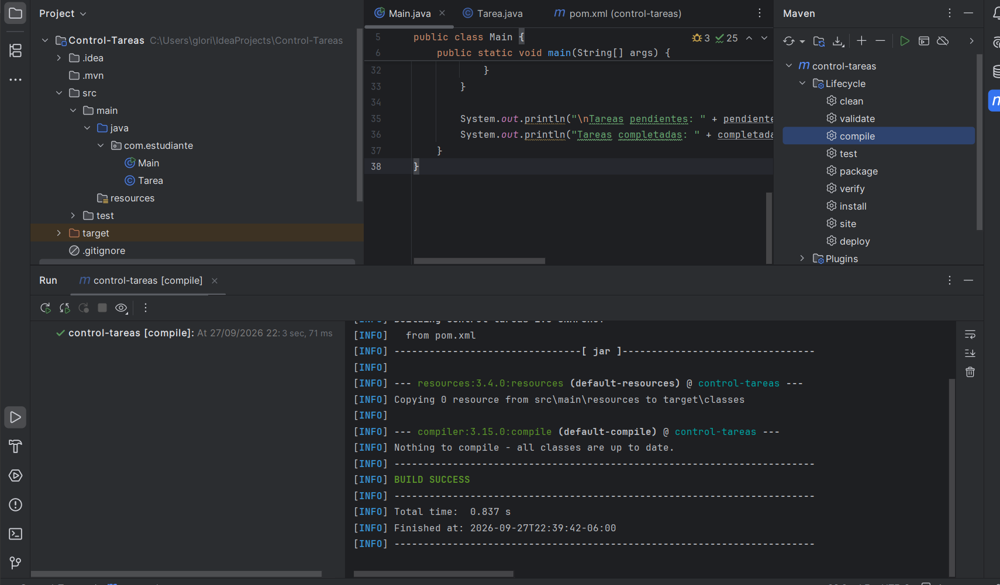 Project
Control-Tareas C:\Users\glori\IdeaProjects\Control-Tareas
.idea
.mvn
src
main
java
com.estudiante
Main
Tarea
resources
test
target
.gitignore
Main.java
Tarea.java
pom.xml (control-tareas)
3 25
5 public class Main {
6 public static void main(String[] args) {
32 }
33 }
34
35 System.out.println("\nTareas pendientes: " + pendiente
36 System.out.println("Tareas completadas: " + completada
37 }
38 }
Maven
control-tareas
Lifecycle
clean
validate
compile
test
package
verify
install
site
deploy
Plugins
Run
control-tareas [compile]
control-tareas [compile]: At 27/09/2026 22: 3 sec, 71 ms
[INFO] from pom.xml
[INFO] --------------------------------[ jar ]---------------------------------
[INFO]
[INFO] --- resources:3.4.0:resources (default-resources) @ control-tareas ---
[INFO] Copying 0 resource from src\main\resources to target\classes
[INFO]
[INFO] --- compiler:3.15.0:compile (default-compile) @ control-tareas ---
[INFO] Nothing to compile - all classes are up to date.
[INFO] ------------------------------------------------------------------------
[INFO] BUILD SUCCESS
[INFO] ------------------------------------------------------------------------
[INFO] Total time:  0.837 s
[INFO] Finished at: 2026-09-27T22:39:42-06:00
[INFO] ------------------------------------------------------------------------